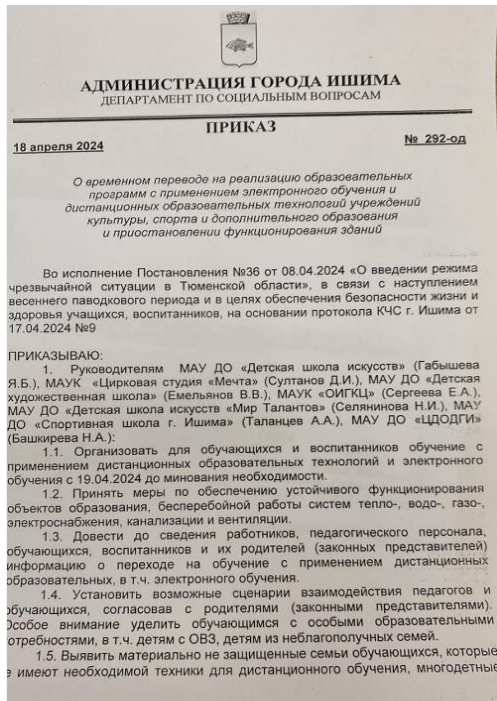 АДМИНИСТРАЦИЯ ГОРОДА ИШИМА
ДЕПАРТАМЕНТ ПО СОЦИАЛЬНЫМ ВОПРОСАМ
ПРИКАЗ
18 апреля 2024 № 292-од
О временном переводе на реализацию образовательных
программ с применением электронного обучения и
дистанционных образовательных технологий учреждений
культуры, спорта и дополнительного образования
и приостановлении функционирования зданий
Во исполнение Постановления №36 от 08.04.2024 «О введении режима
чрезвычайной ситуации в Тюменской области», в связи с наступлением
весеннего паводкового периода и в целях обеспечения безопасности жизни и
здоровья учащихся, воспитанников, на основании протокола КЧС г. Ишима от
17.04.2024 №9
ПРИКАЗЫВАЮ:
1. Руководителям МАУ ДО «Детская школа искусств» (Габышева
Я.Б.), МАУК «Цирковая студия «Мечта» (Султанов Д.И.), МАУ ДО «Детская
художественная школа» (Емельянов В.В.), МАУК «ОИГКЦ» (Сергеева Е.А.),
МАУ ДО «Детская школа искусств «Мир Талантов» (Селянинова Н.И.), МАУ
ДО «Спортивная школа г. Ишима» (Таланцев А.А.), МАУ «ЦДОДГИ»
(Башкирева Н.А.):
1.1. Организовать для обучающихся и воспитанников обучение с
применением дистанционных образовательных технологий и электронного
обучения с 19.04.2024 до минования необходимости.
1.2. Принять меры по обеспечению устойчивого функционирования
объектов образования, бесперебойной работы систем тепло-, водо-, газо-,
электроснабжения, канализации и вентиляции.
1.3. Довести до сведения работников, педагогического персонала,
обучающихся, воспитанников и их родителей (законных представителей)
информацию о переходе на обучение с применением дистанционных
образовательных, в т.ч. электронного обучения.
1.4. Установить возможные сценарии взаимодействия педагогов и
обучающихся, согласовав с родителями (законными представителями).
Особое внимание уделить обучающимся с особыми образовательными
потребностями, в т.ч. детям с ОВЗ, детям из неблагополучных семей.
1.5. Выявить материально не защищенные семьи обучающихся, которые
е имеют необходимой техники для дистанционного обучения, многодетные